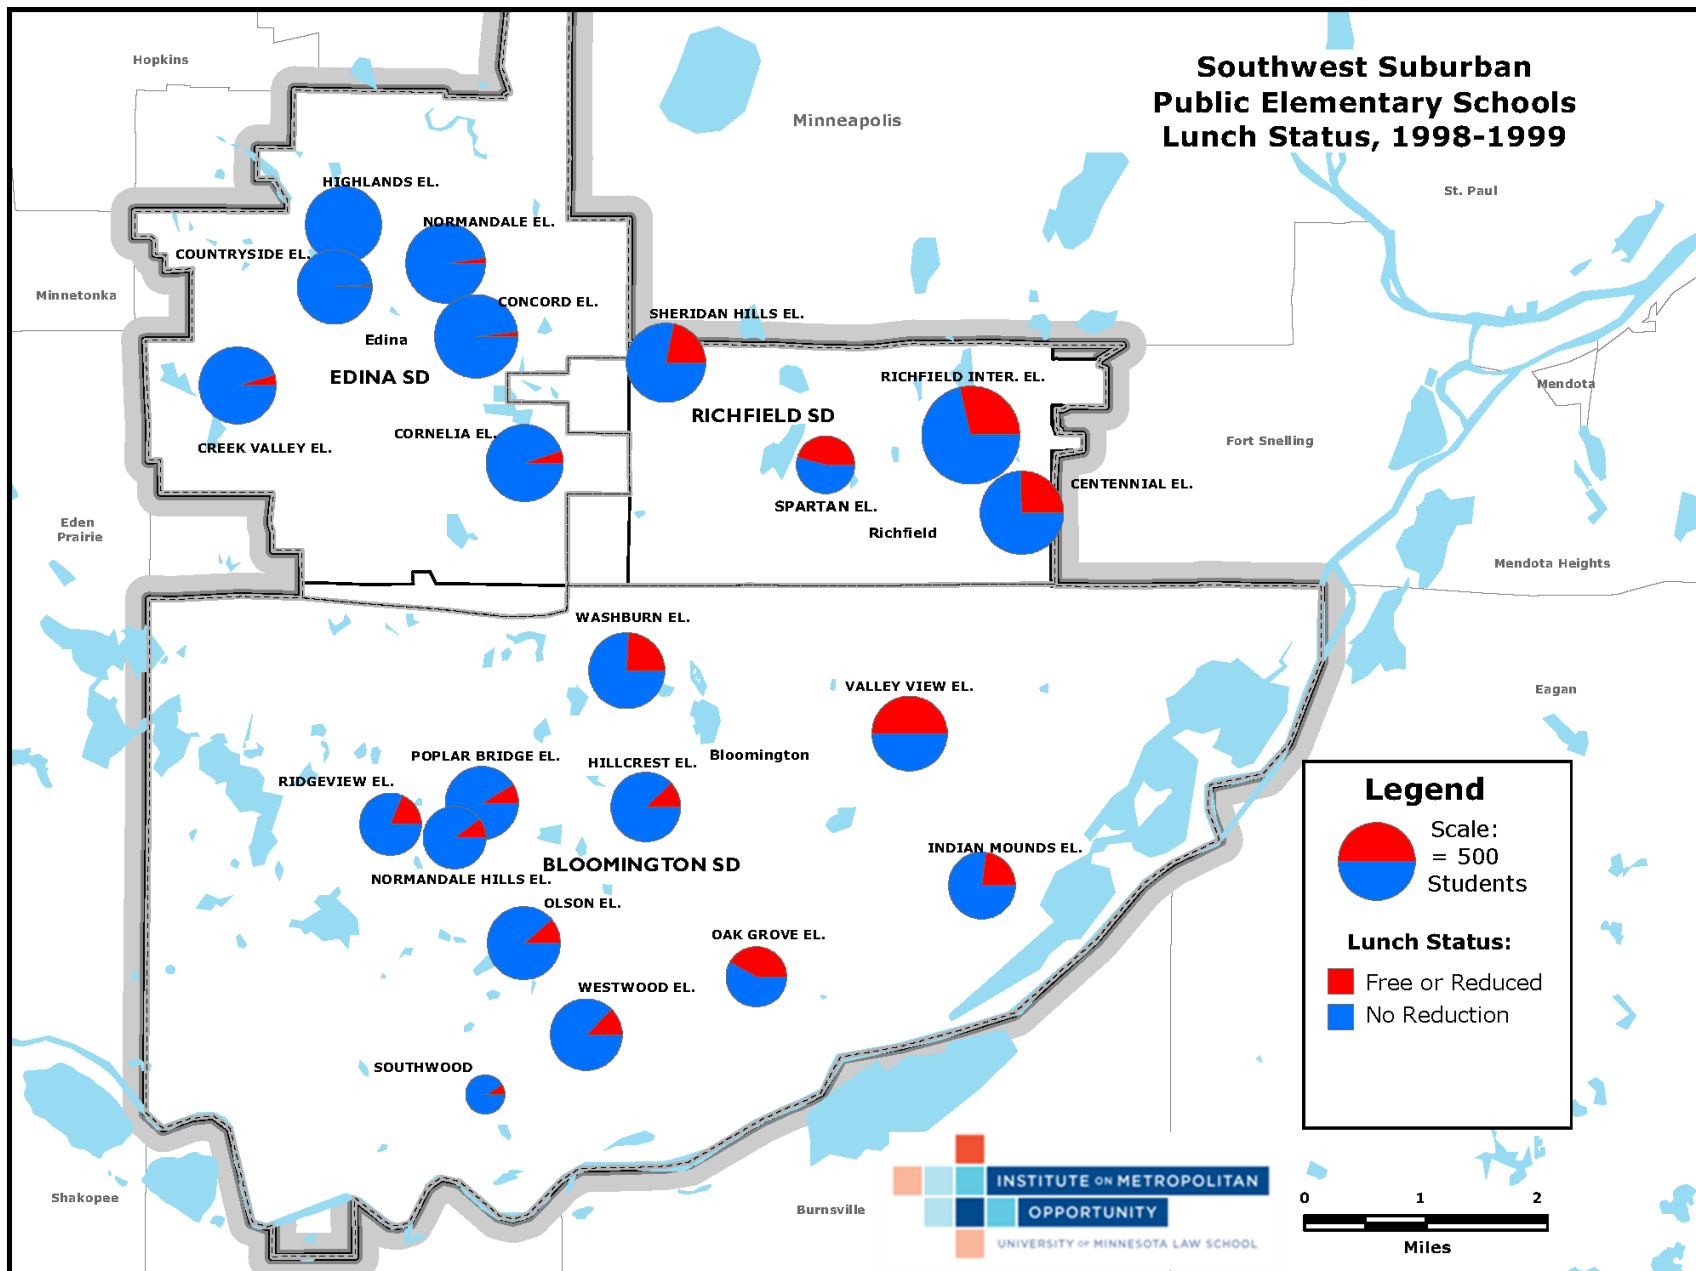 Southwest Suburban
Public Elementary Schools
Lunch Status, 1998-1999
Hopkins
Minneapolis
St. Paul
HIGHLANDS EL.
NORMANDALE EL.
COUNTRYSIDE EL.
Minnetonka
CONCORD EL.
SHERIDAN HILLS EL.
Edina
EDINA SD
RICHFIELD INTER. EL.
Mendota
RICHFIELD SD
CORNELIA EL.
CREEK VALLEY EL.
Fort Snelling
CENTENNIAL EL.
SPARTAN EL.
Eden
Prairie
Richfield
Mendota Heights
WASHBURN EL.
VALLEY VIEW EL.
Eagan
POPLAR BRIDGE EL.
HILLCREST EL.
Bloomington
RIDGEVIEW EL.
BLOOMINGTON SD
INDIAN MOUNDS EL.
NORMANDALE HILLS EL.
OLSON EL.
OAK GROVE EL.
WESTWOOD EL.
SOUTHWOOD
Legend
Scale:
= 500
Students
Lunch Status:
Free or Reduced
No Reduction
Shakopee
Burnsville
INSTITUTE ON METROPOLITAN
OPPORTUNITY
UNIVERSITY OF MINNESOTA LAW SCHOOL
0 1 2
Miles